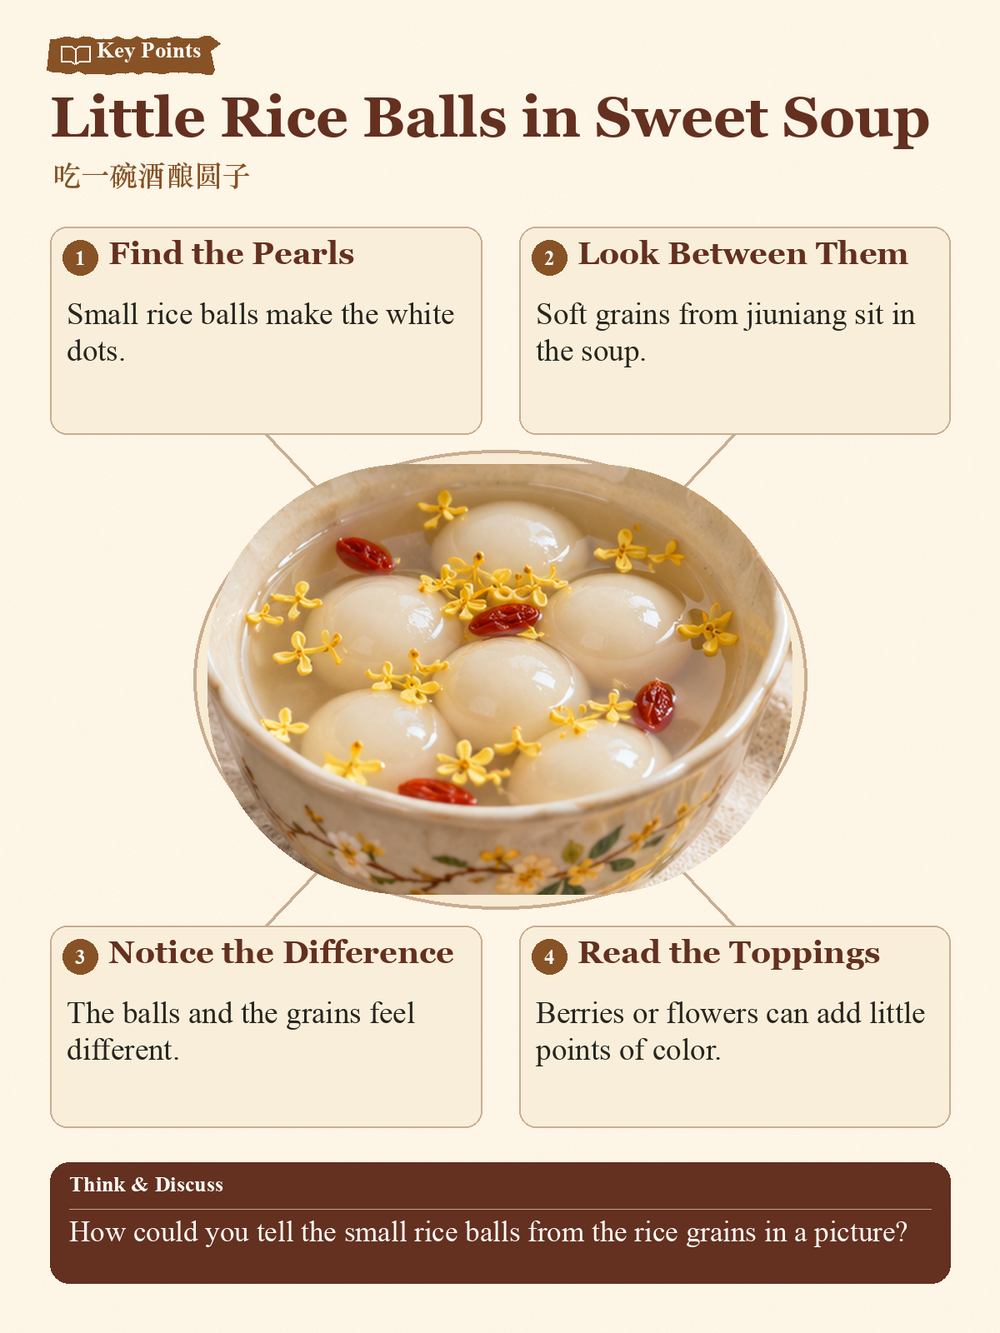 Key Points
Little Rice Balls in Sweet Soup
吃一碗酒酿圆子
1 Find the Pearls
Small rice balls make the white
dots.
2 Look Between Them
Soft grains from jiuniang sit in
the soup.
3 Notice the Difference
The balls and the grains feel
different.
4 Read the Toppings
Berries or flowers can add little
points of color.
Think & Discuss
How could you tell the small rice balls from the rice grains in a picture?